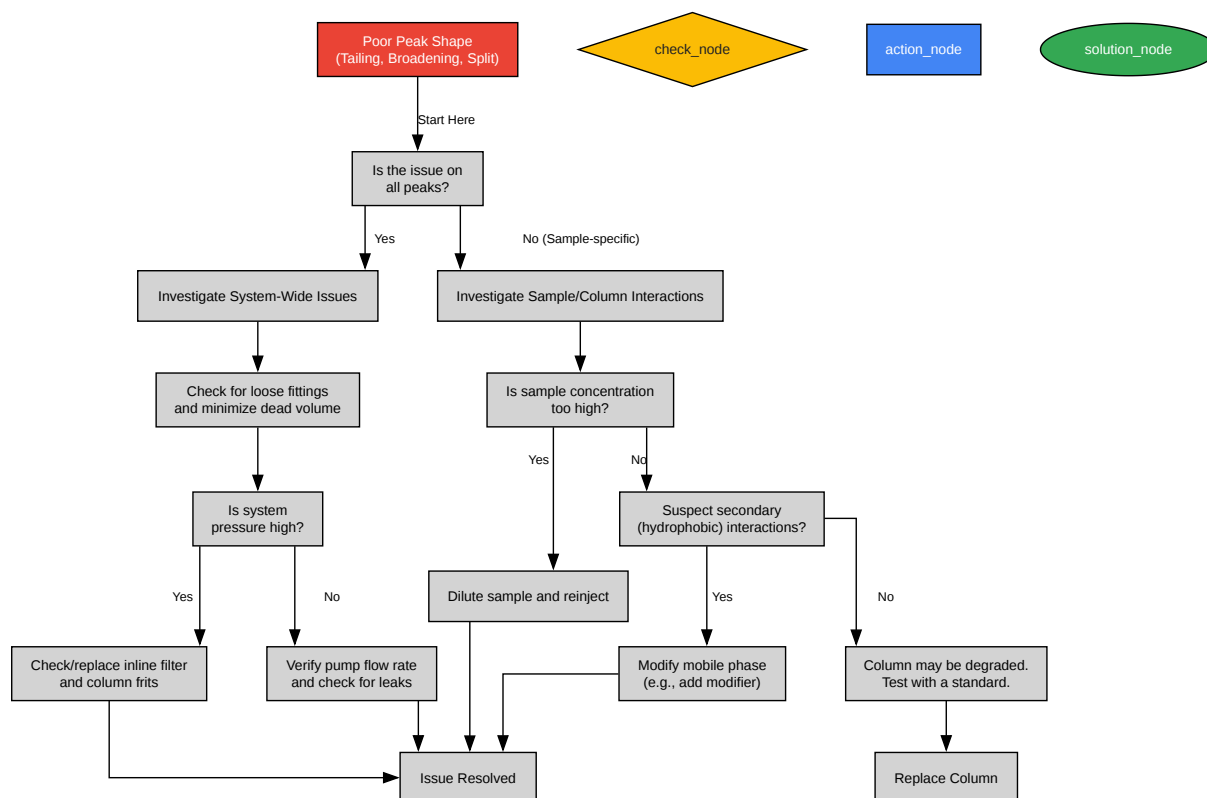 Poor Peak Shape
(Tailing, Broadening, Split)
check_node
action_node
solution_node
Start Here
Is the issue on
all peaks?
Yes
No (Sample-specific)
Investigate System-Wide Issues
Investigate Sample/Column Interactions
Check for loose fittings
and minimize dead volume
Is sample concentration
too high?
Yes
No
Is system
pressure high?
Suspect secondary
(hydrophobic) interactions?
Yes
No
Dilute sample and reinject
Yes
No
Check/replace inline filter
and column frits
Verify pump flow rate
and check for leaks
Modify mobile phase
(e.g., add modifier)
Column may be degraded.
Test with a standard.
Issue Resolved
Replace Column